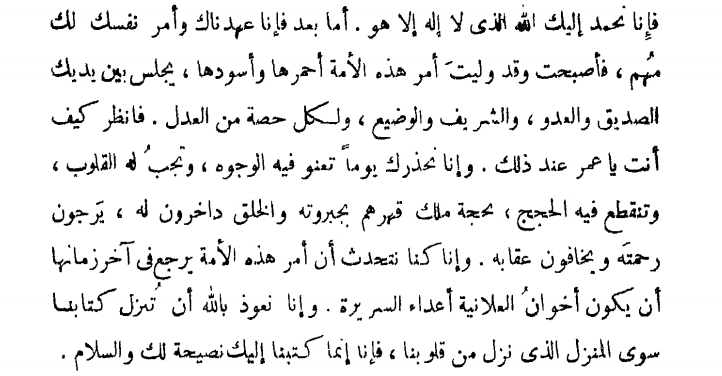 فإنا نحمد إليك الله الذى لا إله إلا هو . أما بعد فإنا عهدناك وأمر نفسك لك
مُهم ، فأصبحت وقد وليتَ أمر هذه الأمة أحمرها وأسودها ، يجلس بين يديك
الصديق والعدو ، والشريف والوضيع ، ولكل حصة من العدل . فانظر كيف
أنت يا عمر عند ذلك . وإنا نحذرك يوماً تعنو فيه الوجوه ، وتجبُ له القلوب ،
وتنقطع فيه الحجج ، بحجة ملك قهرهم بجبروته والخلق داخرون له ، يَرجون
رحمتَه ويخافون عقابه . وإنا كنا نتحدث أن أمر هذه الأمة يرجع فى آخر زمانها
أن يكون أخوانُ العلانية أعداء السريرة . وإنا نعوذ بالله أن تُنزل كتابنا
سوى المنزل الذى نزل من قلوبنا ، فإنا إنما كتبنا إليك نصيحة لك والسلام .